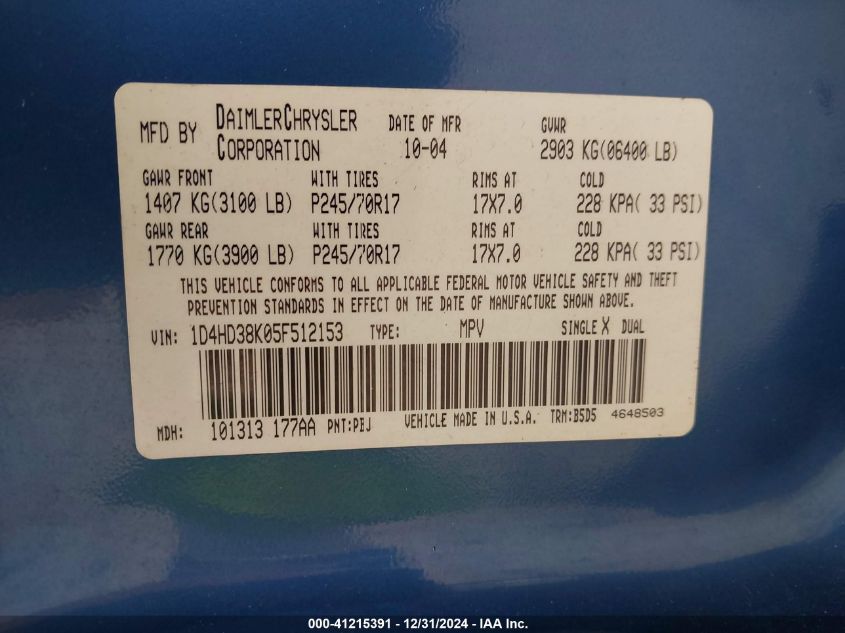 MFD BY DAIMLERCHRYSLER CORPORATION DATE OF MFR 10-04 GVWR 2903 KG(06400 LB)
GAWR FRONT WITH TIRES RIMS AT COLD
1407 KG(3100 LB) P245/70R17 17X7.0 228 KPA( 33 PSI)
GAWR REAR WITH TIRES RIMS AT COLD
1770 KG(3900 LB) P245/70R17 17X7.0 228 KPA( 33 PSI)
THIS VEHICLE CONFORMS TO ALL APPLICABLE FEDERAL MOTOR VEHICLE SAFETY AND THEFT
PREVENTION STANDARDS IN EFFECT ON THE DATE OF MANUFACTURE SHOWN ABOVE.
VIN: 1D4HD38K05F512153 TYPE: MPV SINGLE X DUAL
MDH: 101313 177AA PNT:PBJ VEHICLE MADE IN U.S.A. TRM:B5D5 4648503
000-41215391 - 12/31/2024 - IAA Inc.